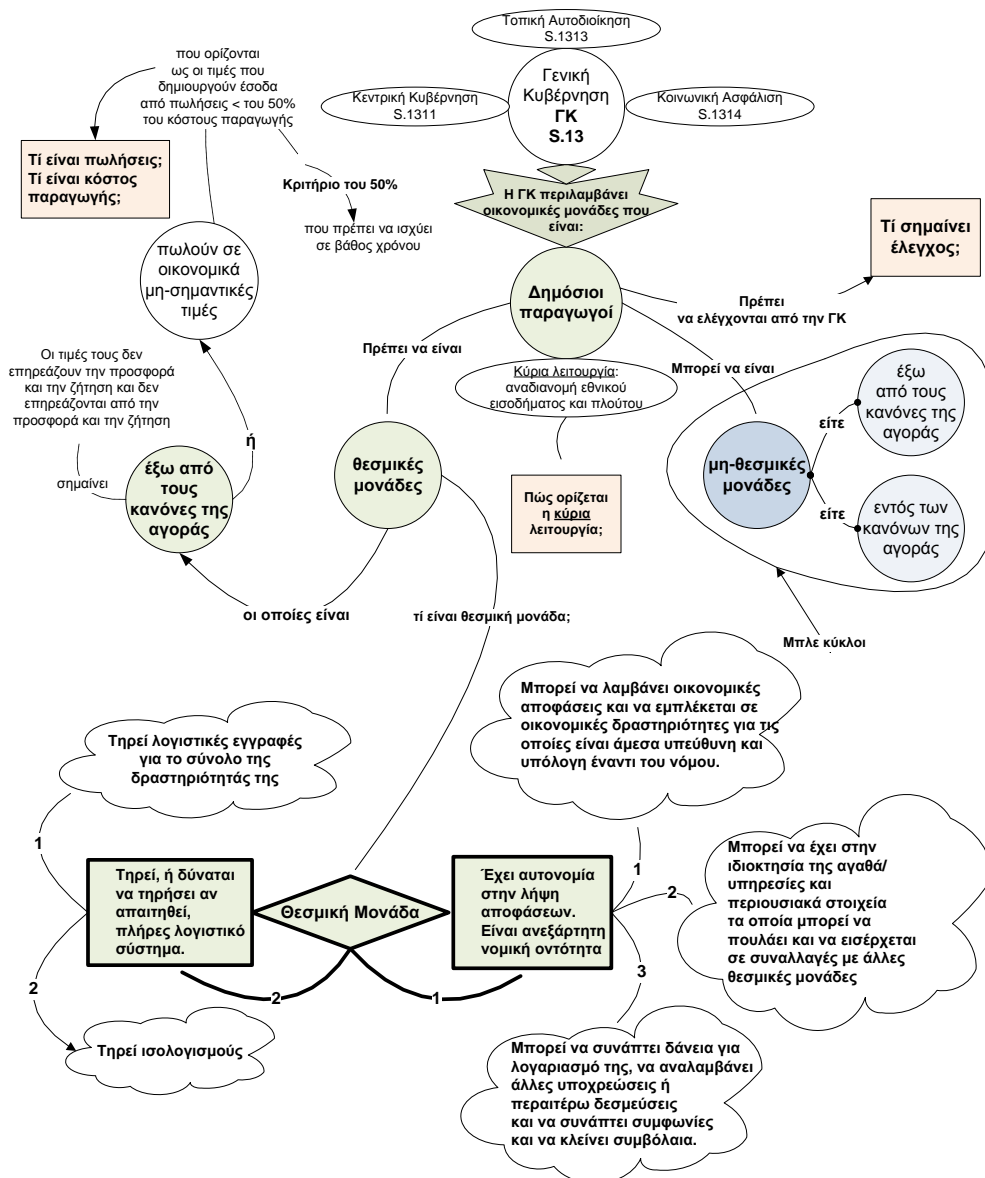 Τοπική Αυτοδιοίκηση
S.1313
Κεντρική Κυβέρνηση
S.1311
Γενική
Κυβέρνηση
ΓΚ
S.13
Κοινωνική Ασφάλιση
S.1314
που ορίζονται
ως οι τιμές που
δημιουργούν έσοδα
από πωλήσεις < του 50%
του κόστους παραγωγής
Τί είναι πωλήσεις;
Τί είναι κόστος
παραγωγής;
Κριτήριο του 50%
που πρέπει να ισχύει
σε βάθος χρόνου
Η ΓΚ περιλαμβάνει
οικονομικές μονάδες που
είναι:
Τί σημαίνει
έλεγχος;
πωλούν σε
οικονομικά
μη-σημαντικές
τιμές
Δημόσιοι
παραγωγοί
Πρέπει
να ελέγχονται από την ΓΚ
Πρέπει να είναι
Μπορεί να είναι
Κύρια λειτουργία:
αναδιανομή εθνικού
εισοδήματος και πλούτου
Οι τιμές τους δεν
επηρεάζουν την προσφορά
και την ζήτηση και δεν
επηρεάζονται από την
προσφορά και την ζήτηση
ή
σημαίνει
έξω από
τους
κανόνες της
αγοράς
θεσμικές
μονάδες
Πώς ορίζεται
η κύρια
λειτουργία;
μη-θεσμικές
μονάδες
είτε
έξω
από τους
κανόνες της
αγοράς
είτε
εντός των
κανόνων της
αγοράς
οι οποίες είναι
τί είναι θεσμική μονάδα;
Μπλε κύκλοι
Μπορεί να λαμβάνει οικονομικές
αποφάσεις και να εμπλέκεται σε
οικονομικές δραστηριότητες για τις
οποίες είναι άμεσα υπεύθυνη και
υπόλογη έναντι του νόμου.
Τηρεί λογιστικές εγγραφές
για το σύνολο της
δραστηριότητάς της
1
Τηρεί, ή δύναται
να τηρήσει αν
απαιτηθεί,
πλήρες λογιστικό
σύστημα.
Θεσμική Μονάδα
Έχει αυτονομία
στην λήψη
αποφάσεων.
Είναι ανεξάρτητη
νομική οντότητα
1
2
3
Μπορεί να έχει στην
ιδιοκτησία της αγαθά/
υπηρεσίες και
περιουσιακά στοιχεία
τα οποία μπορεί να
πουλάει και να εισέρχεται
σε συναλλαγές με άλλες
θεσμικές μονάδες
2
2
1
Τηρεί ισολογισμούς
Μπορεί να συνάπτει δάνεια για
λογαριασμό της, να αναλαμβάνει
άλλες υποχρεώσεις ή
περαιτέρω δεσμεύσεις
και να συνάπτει συμφωνίες
και να κλείνει συμβόλαια.